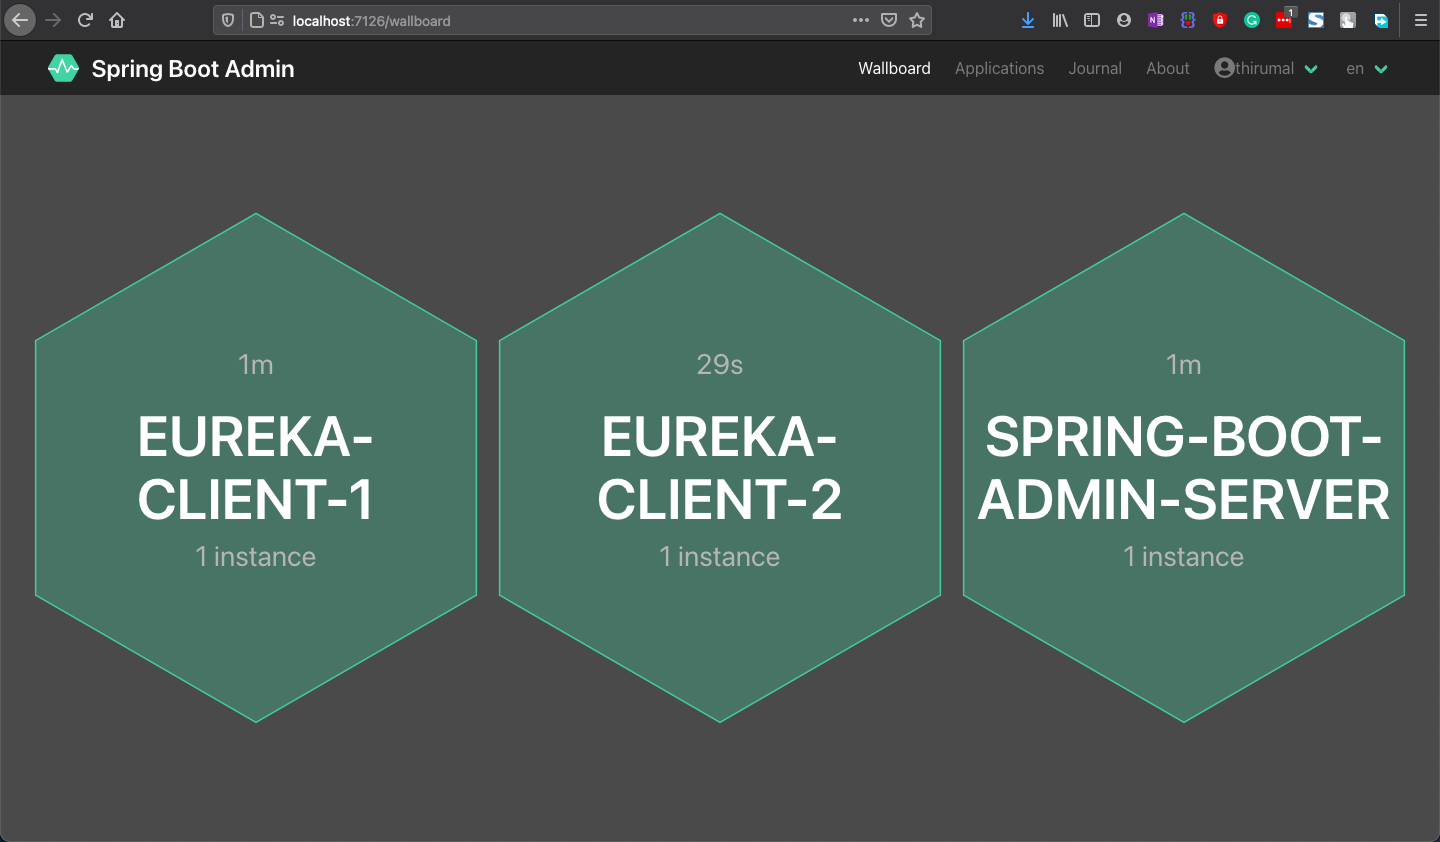 localhost:7126/wallboard
1
Spring Boot Admin
Wallboard Applications Journal About thirumal en
1m
EUREKA-
CLIENT-1
1 instance
29s
EUREKA-
CLIENT-2
1 instance
1m
SPRING-BOOT-
ADMIN-SERVER
1 instance